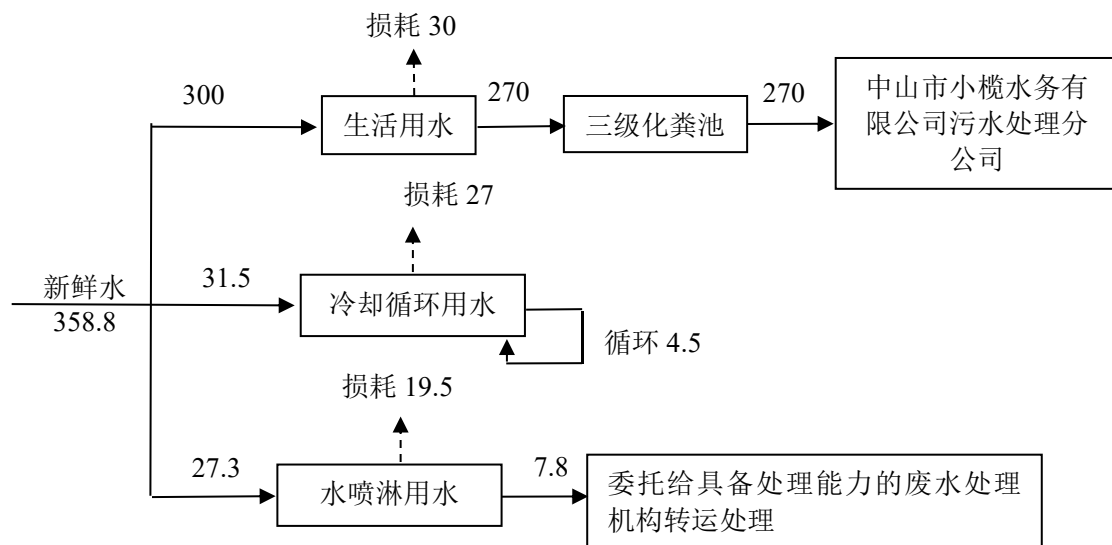 损耗 30
300
生活用水
270
三级化粪池
270
中山市小榄水务有
限公司污水处理分
公司
损耗 27
新鲜水
358.8
31.5
冷却循环用水
循环 4.5
损耗 19.5
27.3
水喷淋用水
7.8
委托给具备处理能力的废水处理
机构转运处理